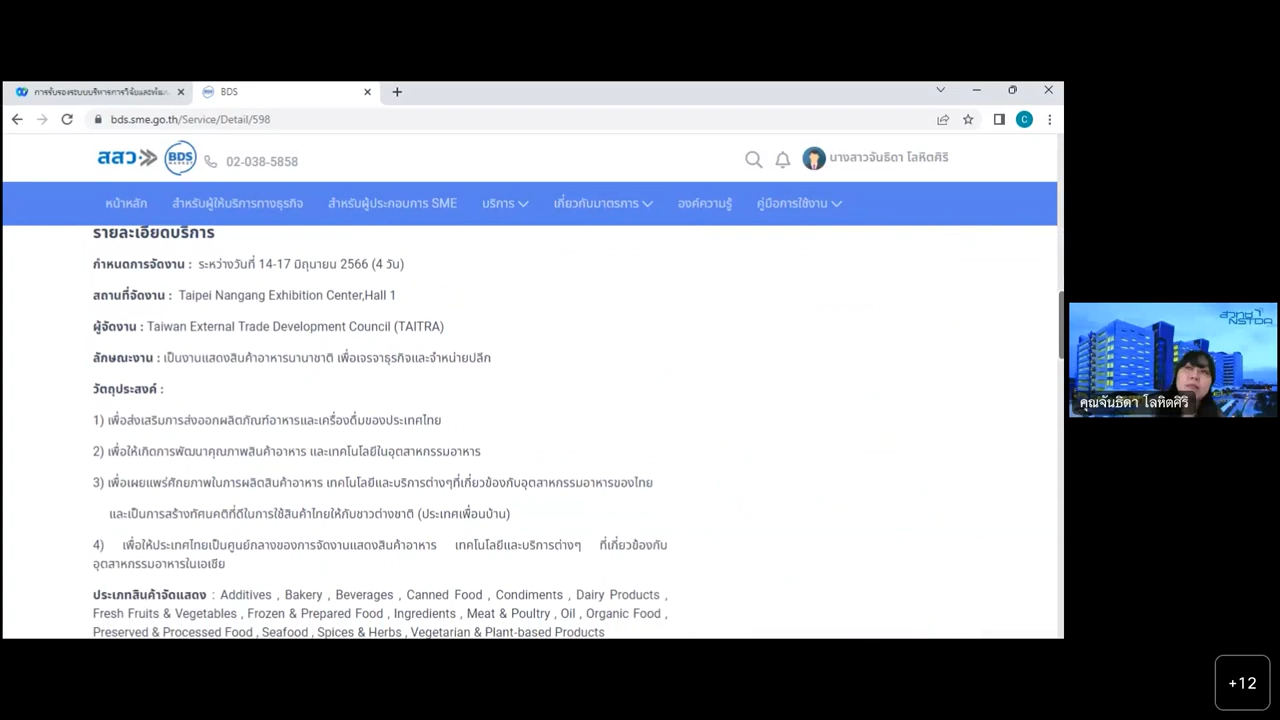 การรับรองระบบบริหารการวิจัยและพัฒน
BDS
bds.sme.go.th/Service/Detail/598
C
สสว
BDS
02-038-5858
นางสาวจันธิดา โลหิตศิริ
หน้าหลัก สำหรับผู้ให้บริการทางธุรกิจ สำหรับผู้ประกอบการ SME บริการ เกี่ยวกับมาตรการ องค์ความรู้ คู่มือการใช้งาน
รายละเอียดบริการ
กำหนดการจัดงาน : ระหว่างวันที่ 14-17 มิถุนายน 2566 (4 วัน)
สถานที่จัดงาน : Taipei Nangang Exhibition Center,Hall 1
ผู้จัดงาน : Taiwan External Trade Development Council (TAITRA)
ลักษณะงาน : เป็นงานแสดงสินค้าอาหารนานาชาติ เพื่อเจรจาธุรกิจและจำหน่ายปลีก
วัตถุประสงค์ :
1) เพื่อส่งเสริมการส่งออกผลิตภัณฑ์อาหารและเครื่องดื่มของประเทศไทย
2) เพื่อให้เกิดการพัฒนาคุณภาพสินค้าอาหาร และเทคโนโลยีในอุตสาหกรรมอาหาร
3) เพื่อเผยแพร่ศักยภาพในการผลิตสินค้าอาหาร เทคโนโลยีและบริการต่างๆที่เกี่ยวข้องกับอุตสาหกรรมอาหารของไทย
และเป็นการสร้างทัศนคติที่ดีในการใช้สินค้าไทยให้กับชาวต่างชาติ (ประเทศเพื่อนบ้าน)
4) เพื่อให้ประเทศไทยเป็นศูนย์กลางของการจัดงานแสดงสินค้าอาหาร เทคโนโลยีและบริการต่างๆ ที่เกี่ยวข้องกับ
อุตสาหกรรมอาหารในเอเชีย
ประเภทสินค้าจัดแสดง : Additives , Bakery , Beverages , Canned Food , Condiments , Dairy Products ,
Fresh Fruits & Vegetables , Frozen & Prepared Food , Ingredients , Meat & Poultry , Oil , Organic Food ,
Preserved & Processed Food , Seafood , Spices & Herbs , Vegetarian & Plant-based Products
สวทช
NSTDA
คุณจันธิดา โลหิตศิริ
+12